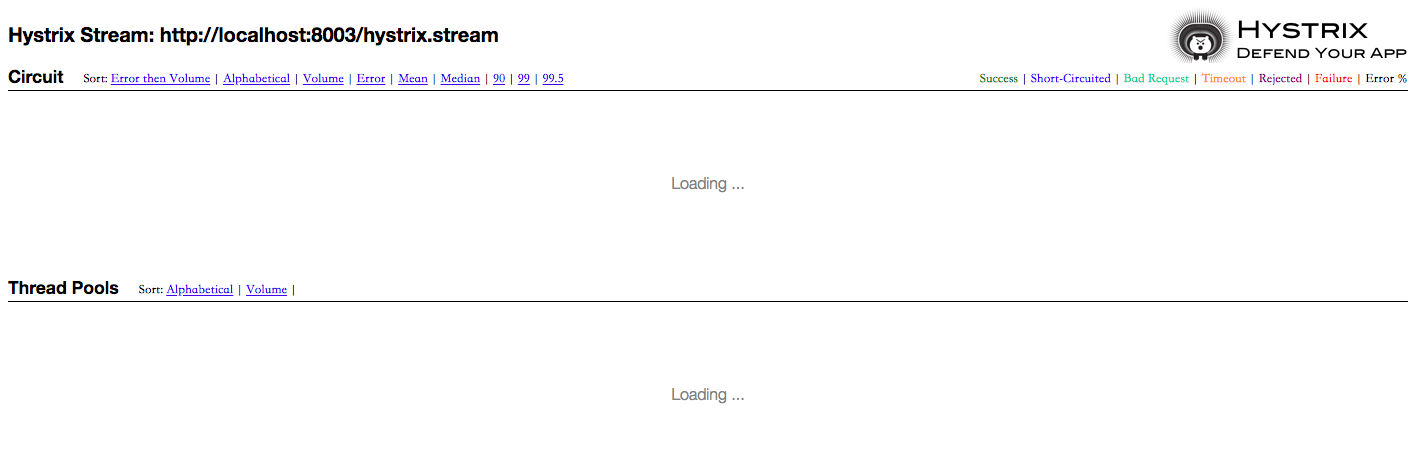 Hystrix Stream: http://localhost:8003/hystrix.stream
HYSTRIX
DEFEND YOUR APP
Circuit Sort: Error then Volume | Alphabetical | Volume | Error | Mean | Median | 90 | 99 | 99.5
Success | Short-Circuited | Bad Request | Timeout | Rejected | Failure | Error %
Loading ...
Thread Pools Sort: Alphabetical | Volume |
Loading ...